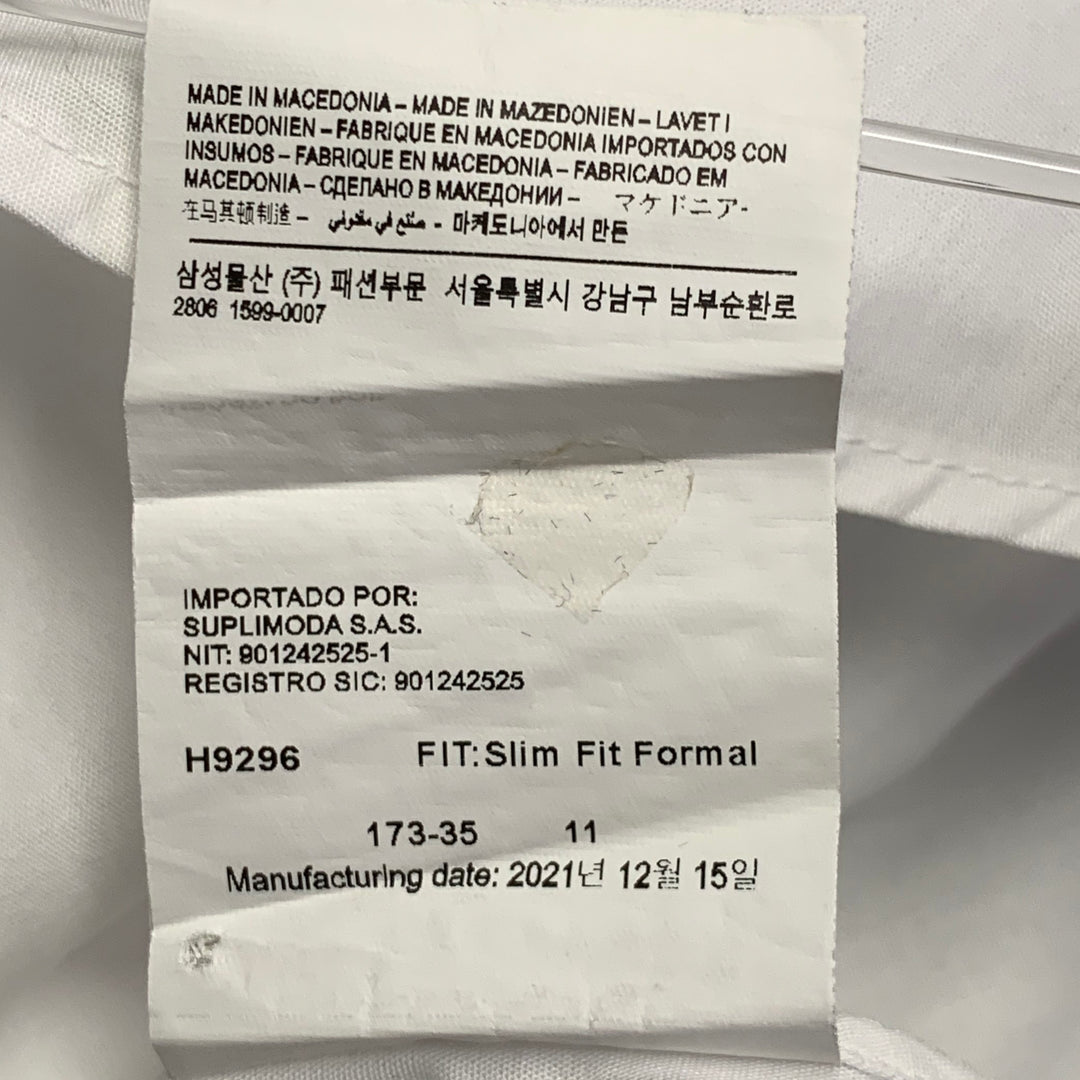 MADE IN MACEDONIA – MADE IN MAZEDONIEN – LAVET I
MAKEDONIEN – FABRIQUE EN MACEDONIA IMPORTADOS CON
INSUMOS – FABRIQUE EN MACEDONIA – FABRICADO EM
MACEDONIA – СДЕЛАНО В МАКЕДОНИИ – マケドニア-
在马其顿制造 – صنع في مقدوني - 마케도니아에서 만든
삼성물산 (주) 패션부문 서울특별시 강남구 남부순환로
2806 1599-0007
IMPORTADO POR:
SUPLIMODA S.A.S.
NIT: 901242525-1
REGISTRO SIC: 901242525
H9296 FIT:Slim Fit Formal
173-35 11
Manufacturing date: 2021년 12월 15일